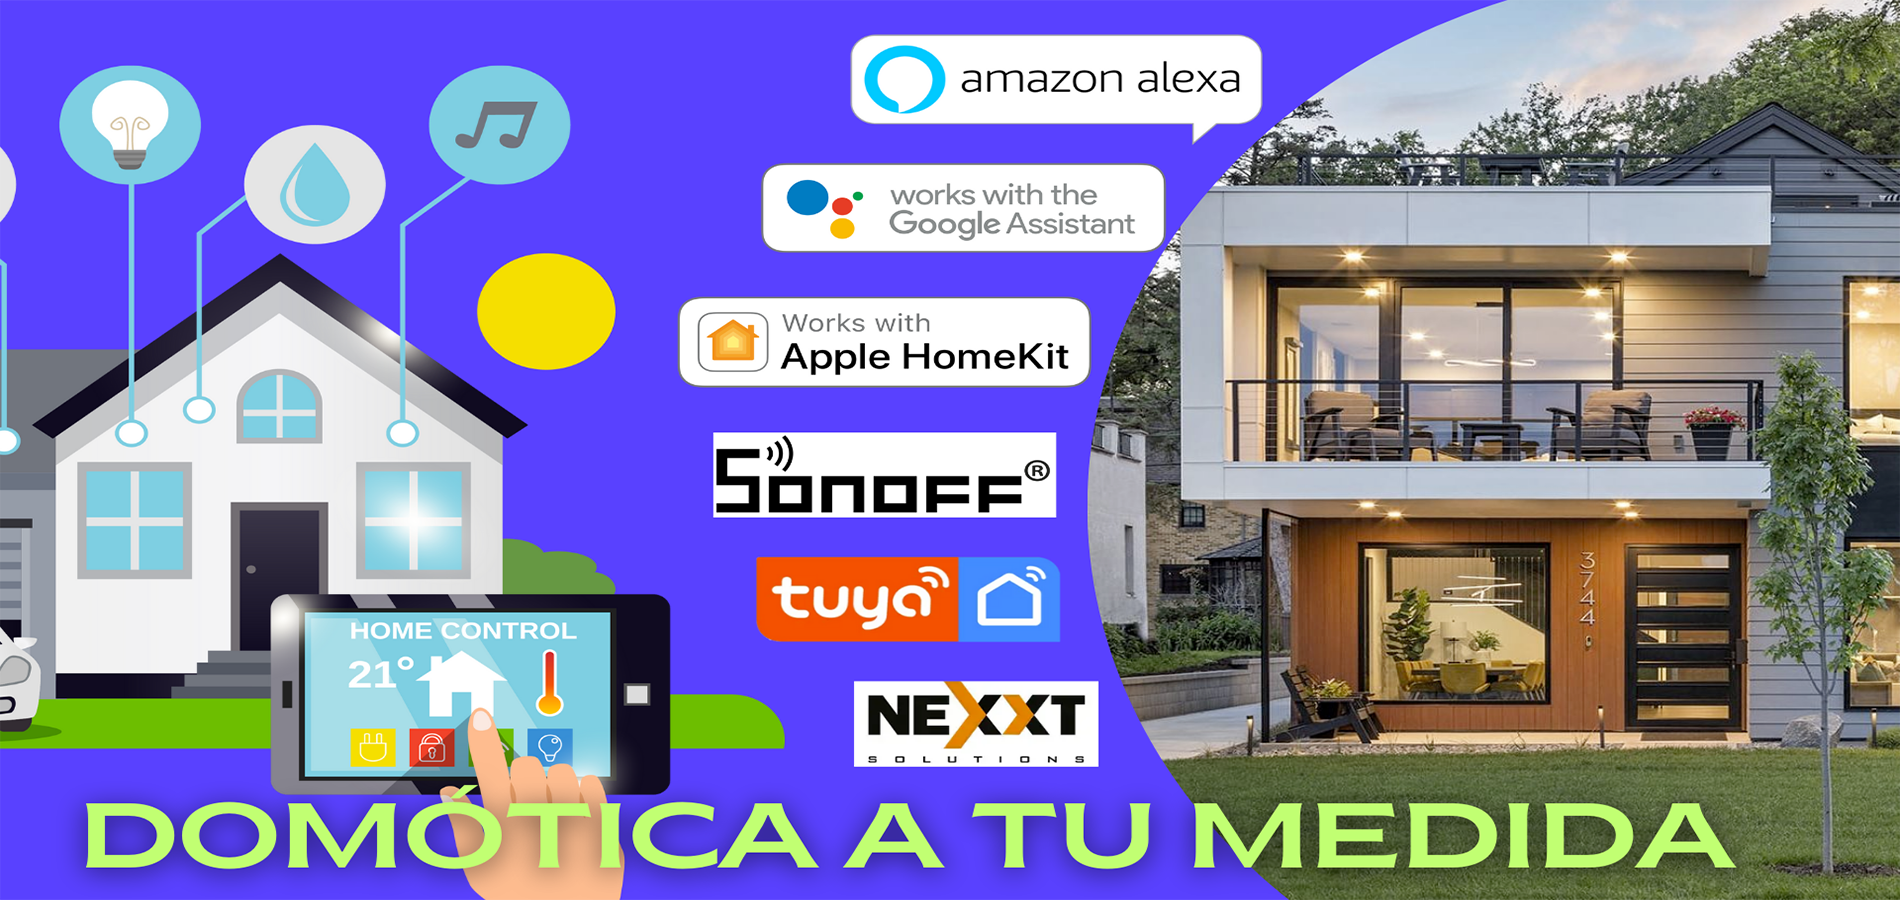 amazon alexa
works with the
Google Assistant
Works with
Apple HomeKit
SONOFF®
tuya
NEXXT
SOLUTIONS
3744
HOME CONTROL
21°
DOMÓTICA A TU MEDIDA